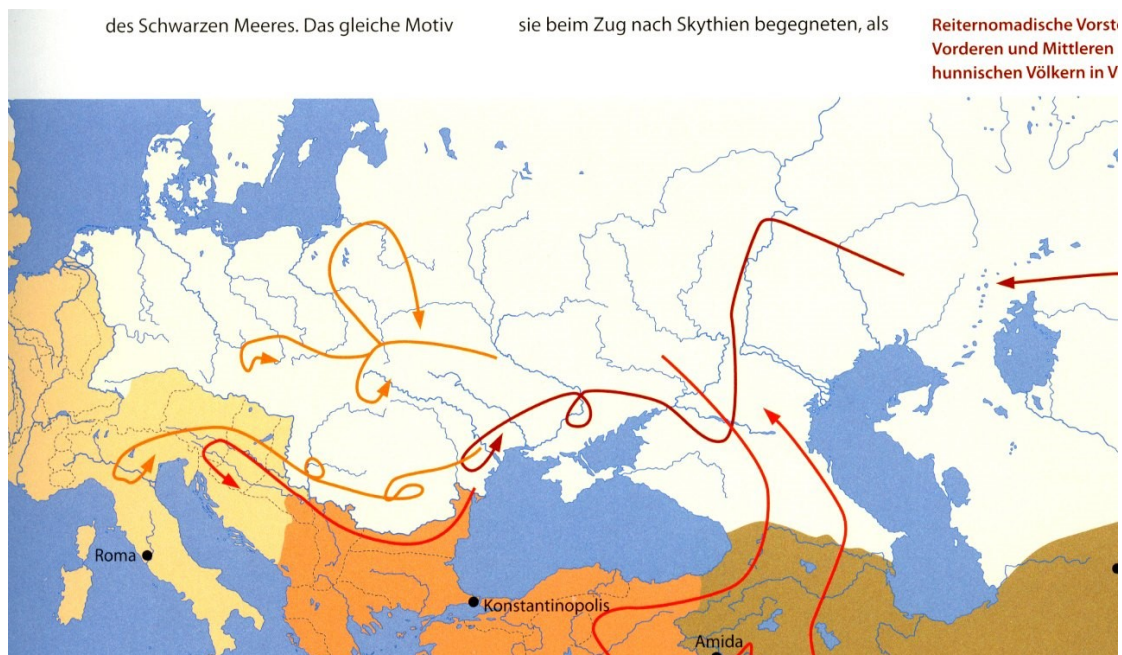 des Schwarzen Meeres. Das gleiche Motiv
sie beim Zug nach Skythien begegneten, als
Reiternomadische
Vorderen und Mittleren
hunnischen Völkern in
Roma
Konstantinopolis
Amida